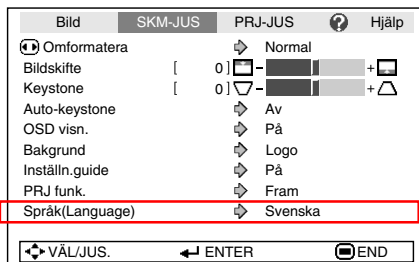 Bild SKM-JUS PRJ-JUS ? Hjälp
Omformatera Normal
Bildskifte [ 0 ] - +
Keystone [ 0 ] - +
Auto-keystone Av
OSD visn. På
Bakgrund Logo
Inställn.guide På
PRJ funk. Fram
Språk(Language) Svenska
VÄL/JUS. ENTER END